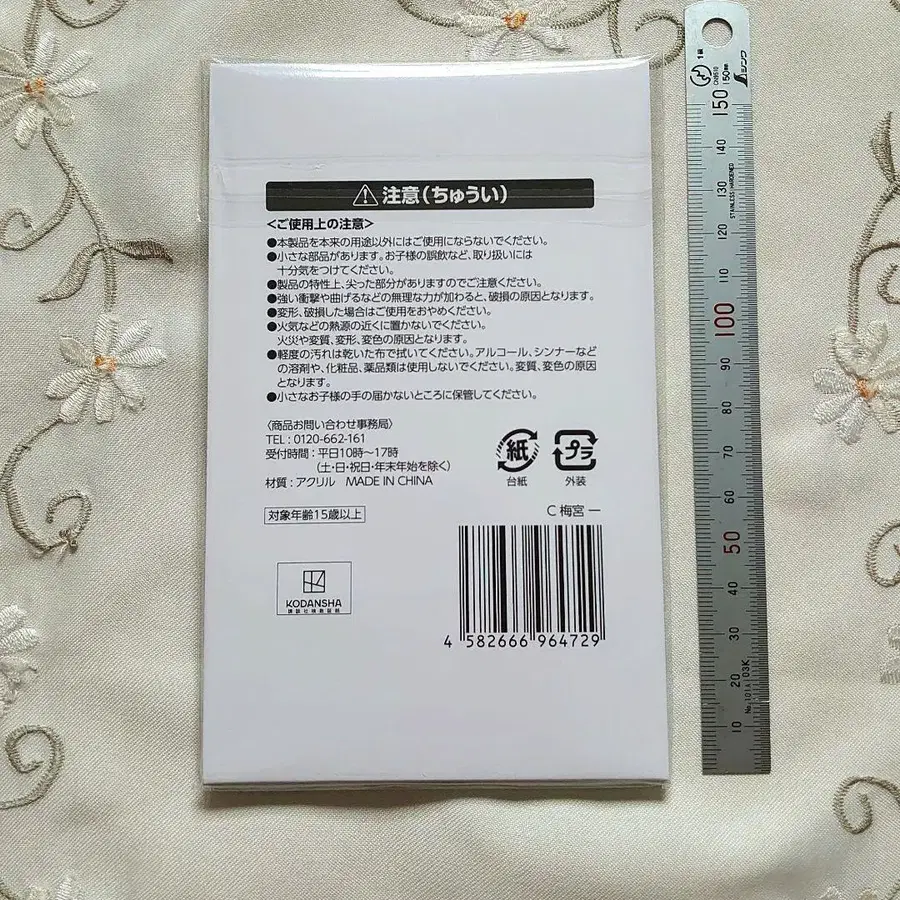 注意(ちゅうい)
<ご使用上の注意>
●本製品を本来の用途以外にはご使用にならないでください。
●小さな部品があります。お子様の誤飲など、取り扱いには
十分気をつけてください。
●製品の特性上、尖った部分がありますのでご注意ください。
●強い衝撃や曲げるなどの無理な力が加わると、破損の原因となります。
●変形、破損した場合はご使用をおやめください。
●火気などの熱源の近くに置かないでください。
火災や変質、変形、変色の原因となります。
●軽度の汚れは乾いた布で拭いてください。アルコール、シンナーなど
の溶剤や、化粧品、薬品類は使用しないでください。変質、変色の原因
となります。
●小さなお子様の手の届かないところに保管してください。
〈商品お問い合わせ事務局〉
TEL:0120-662-161
受付時間:平日10時〜17時
(土・日・祝日・年末年始を除く)
材質:アクリル MADE IN CHINA
紙
台紙
プラ
外装
対象年齢15歳以上
C 梅宮 一
KODANSHA
4 582666 964729
シンワ
150
140
130
STAINLESS HARDENED
120
110
100
90
80
70
60
50
40
30
20
10